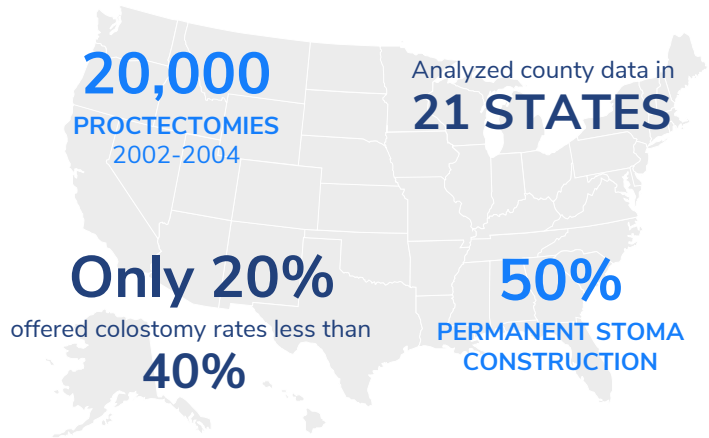 20,000
PROCTECTOMIES
2002-2004
Analyzed county data in
21 STATES
Only 20%
offered colostomy rates less than
40%
50%
PERMANENT STOMA
CONSTRUCTION